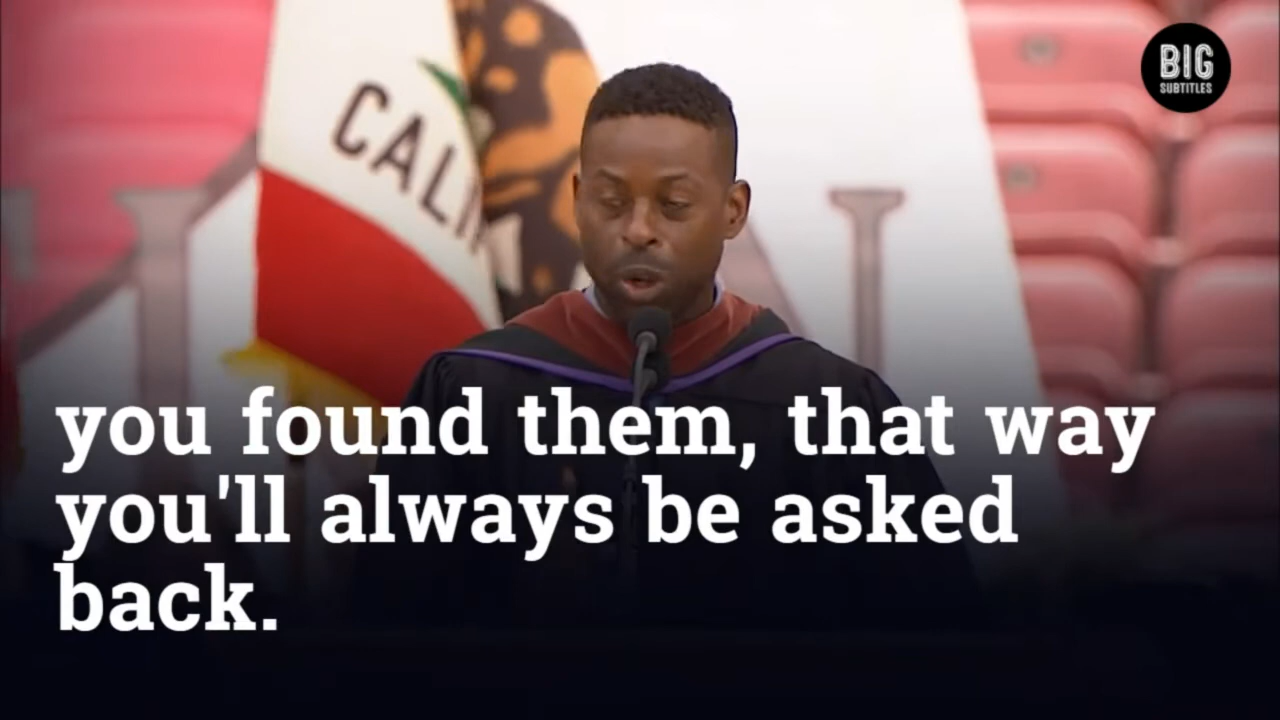 BIG
SUBTITLES
CALI
you found them, that way
you'll always be asked
back.